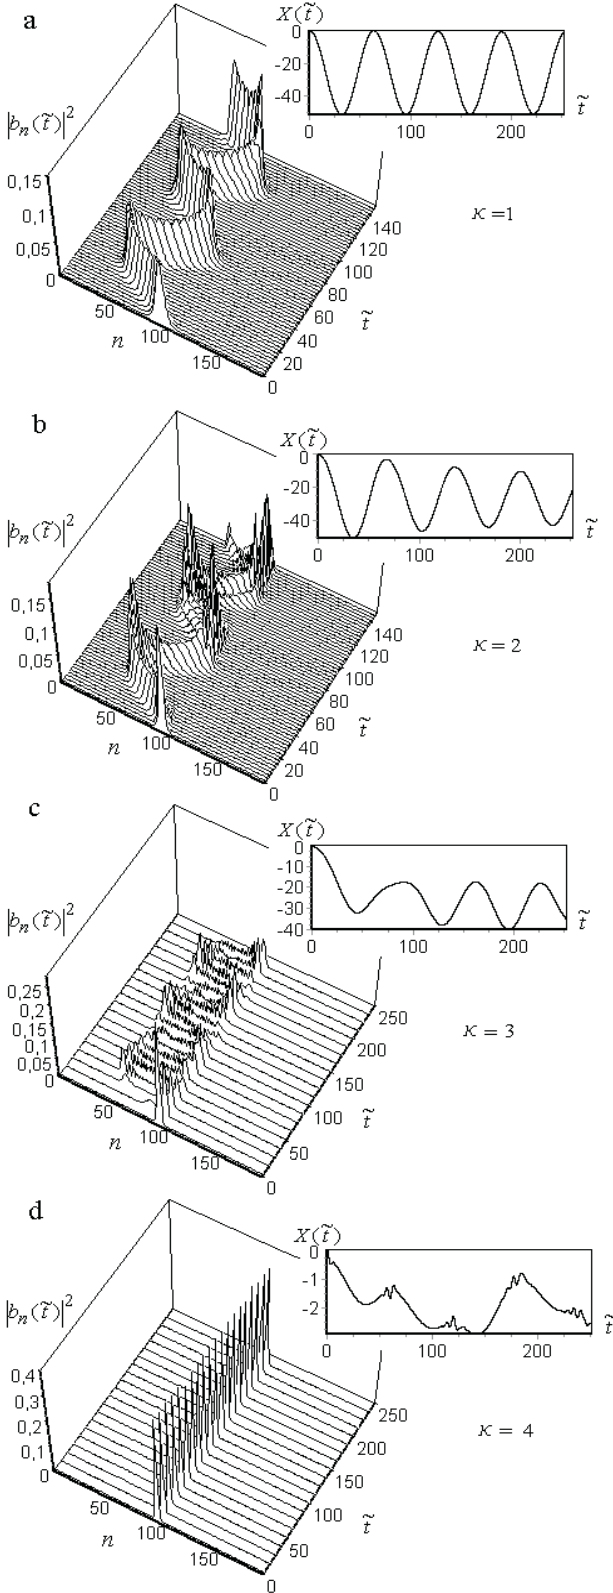 a
X(t̃)
0
-20
-40
0 100 200
t̃
|bₙ(t̃)|²
0,15
0,1
0,05
0
50
100
150
n
0
20
40
60
80
100
120
140
t̃
κ =1
b
X(t̃)
0
-20
-40
0 100 200
t̃
|bₙ(t̃)|²
0,15
0,1
0,05
0
50
100
150
n
0
20
40
60
80
100
120
140
t̃
κ = 2
c
X(t̃)
0
-10
-20
-30
-40
0 100 200
t̃
|bₙ(t̃)|²
0,25
0,2
0,15
0,1
0,05
0
50
100
150
n
0
50
100
150
200
250
t̃
κ = 3
d
X(t̃)
0
-1
-2
0 100 200
t̃
|bₙ(t̃)|²
0,4
0,3
0,2
0,1
0
50
100
150
n
0
50
100
150
200
250
t̃
κ = 4